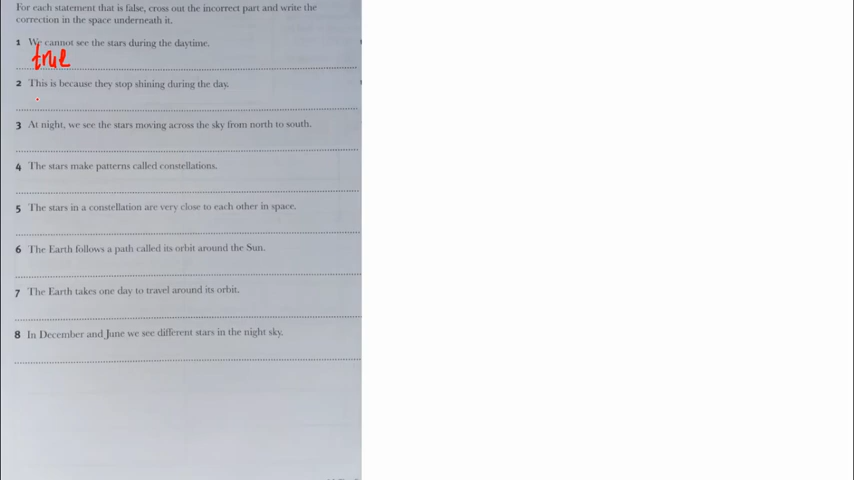 For each statement that is false, cross out the incorrect part and write the
correction in the space underneath it.
1 We cannot see the stars during the daytime.
true
2 This is because they stop shining during the day.
3 At night, we see the stars moving across the sky from north to south.
4 The stars make patterns called constellations.
5 The stars in a constellation are very close to each other in space.
6 The Earth follows a path called its orbit around the Sun.
7 The Earth takes one day to travel around its orbit.
8 In December and June we see different stars in the night sky.